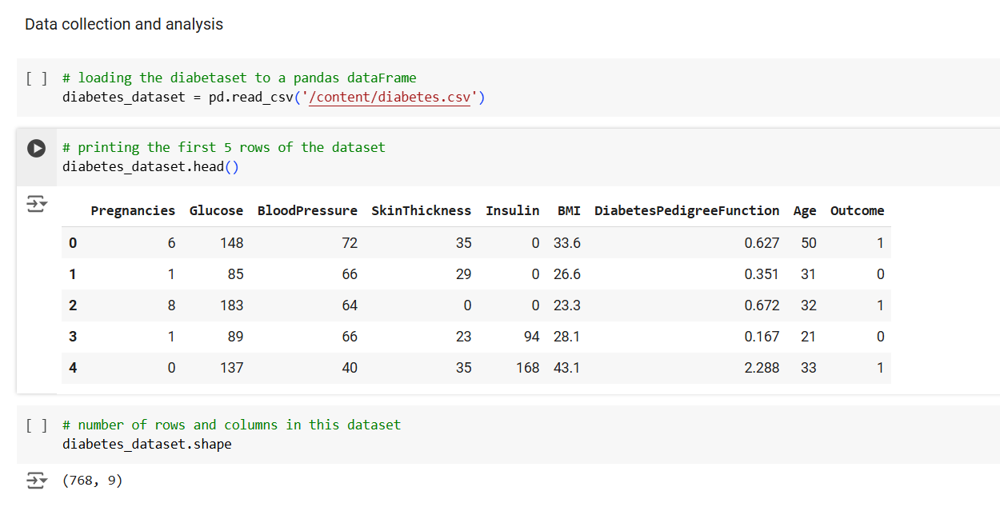 Data collection and analysis
[ ] # loading the diabetaset to a pandas dataFrame
diabetes_dataset = pd.read_csv('/content/diabetes.csv')
# printing the first 5 rows of the dataset
diabetes_dataset.head()
Pregnancies Glucose BloodPressure SkinThickness Insulin BMI DiabetesPedigreeFunction Age Outcome
0 6 148 72 35 0 33.6 0.627 50 1
1 1 85 66 29 0 26.6 0.351 31 0
2 8 183 64 0 0 23.3 0.672 32 1
3 1 89 66 23 94 28.1 0.167 21 0
4 0 137 40 35 168 43.1 2.288 33 1
[ ] # number of rows and columns in this dataset
diabetes_dataset.shape
(768, 9)